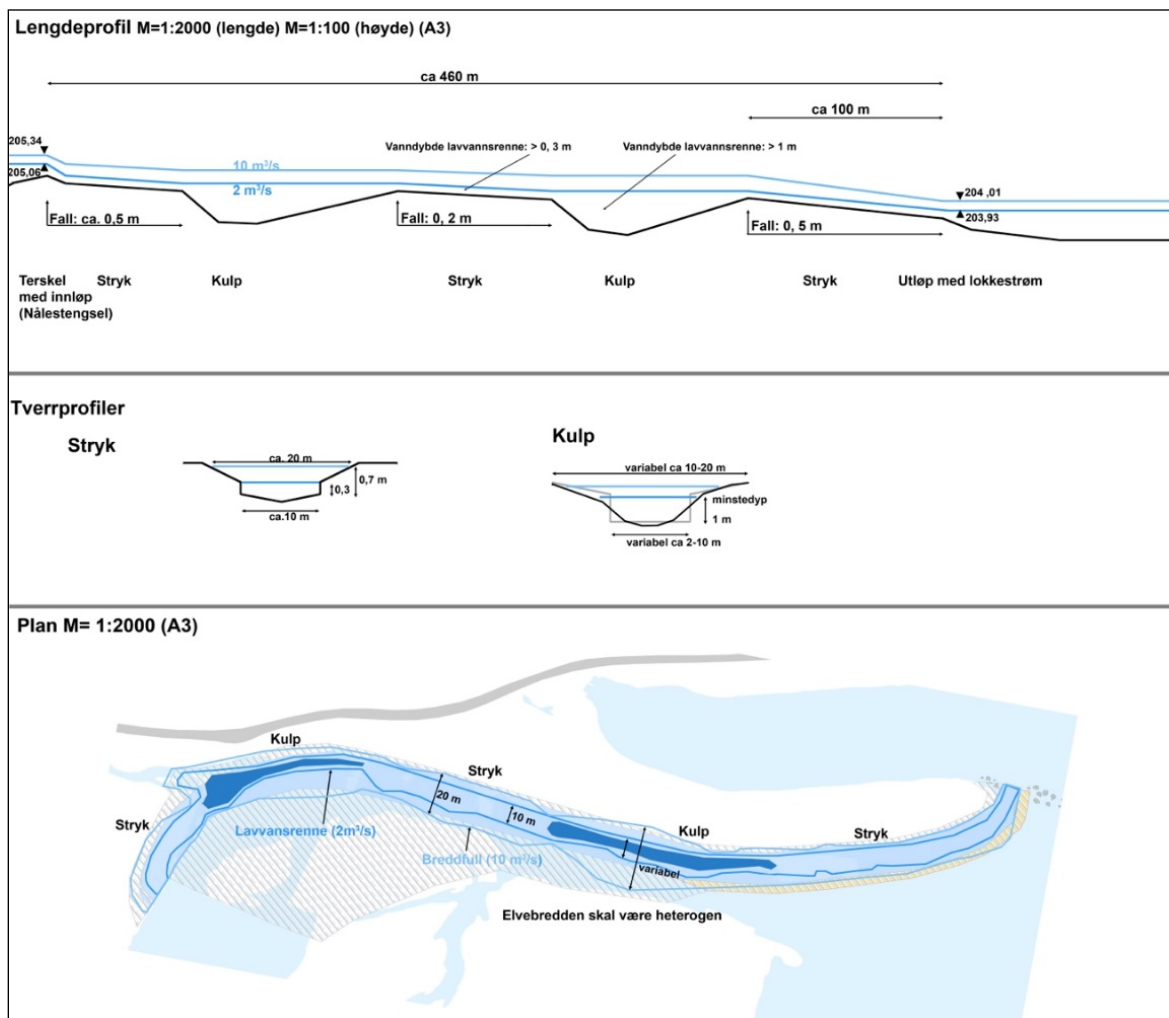 Lengdeprofil M=1:2000 (lengde) M=1:100 (høyde) (A3)
ca 460 m
ca 100 m
205,34
205,06
10 m³/s
2 m³/s
Vanndybde lavvannsrenne: > 0, 3 m
Vanndybde lavvannsrenne: > 1 m
204 ,01
203,93
Fall: ca. 0,5 m
Fall: 0, 2 m
Fall: 0, 5 m
Terskel
med innløp
(Nålestengsel)
Stryk
Kulp
Stryk
Kulp
Stryk
Utløp med lokkestrøm
Tverrprofiler
Stryk
ca. 20 m
0,7 m
0,3
ca.10 m
Kulp
variabel ca 10-20 m
minstedyp
1 m
variabel ca 2-10 m
Plan M= 1:2000 (A3)
Kulp
Stryk
20 m
10 m
Stryk
Lavvansrenne (2m³/s)
Breddfull (10 m³/s)
Kulp
variabel
Stryk
Elvebredden skal være heterogen